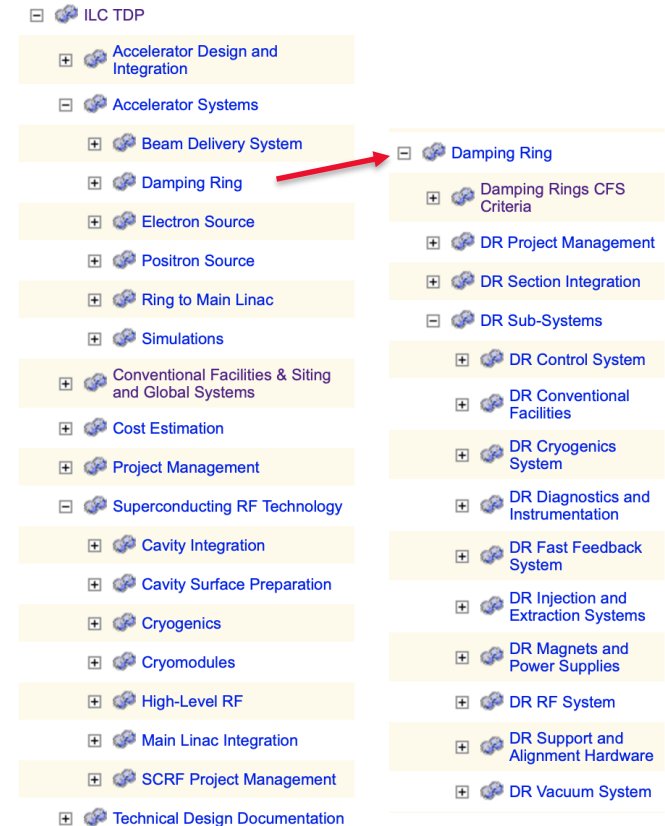 ILC TDP
Accelerator Design and
Integration
Accelerator Systems
Beam Delivery System
Damping Ring
Electron Source
Positron Source
Ring to Main Linac
Simulations
Conventional Facilities & Siting
and Global Systems
Cost Estimation
Project Management
Superconducting RF Technology
Cavity Integration
Cavity Surface Preparation
Cryogenics
Cryomodules
High-Level RF
Main Linac Integration
SCRF Project Management
Technical Design Documentation
Damping Ring
Damping Rings CFS
Criteria
DR Project Management
DR Section Integration
DR Sub-Systems
DR Control System
DR Conventional
Facilities
DR Cryogenics
System
DR Diagnostics and
Instrumentation
DR Fast Feedback
System
DR Injection and
Extraction Systems
DR Magnets and
Power Supplies
DR RF System
DR Support and
Alignment Hardware
DR Vacuum System